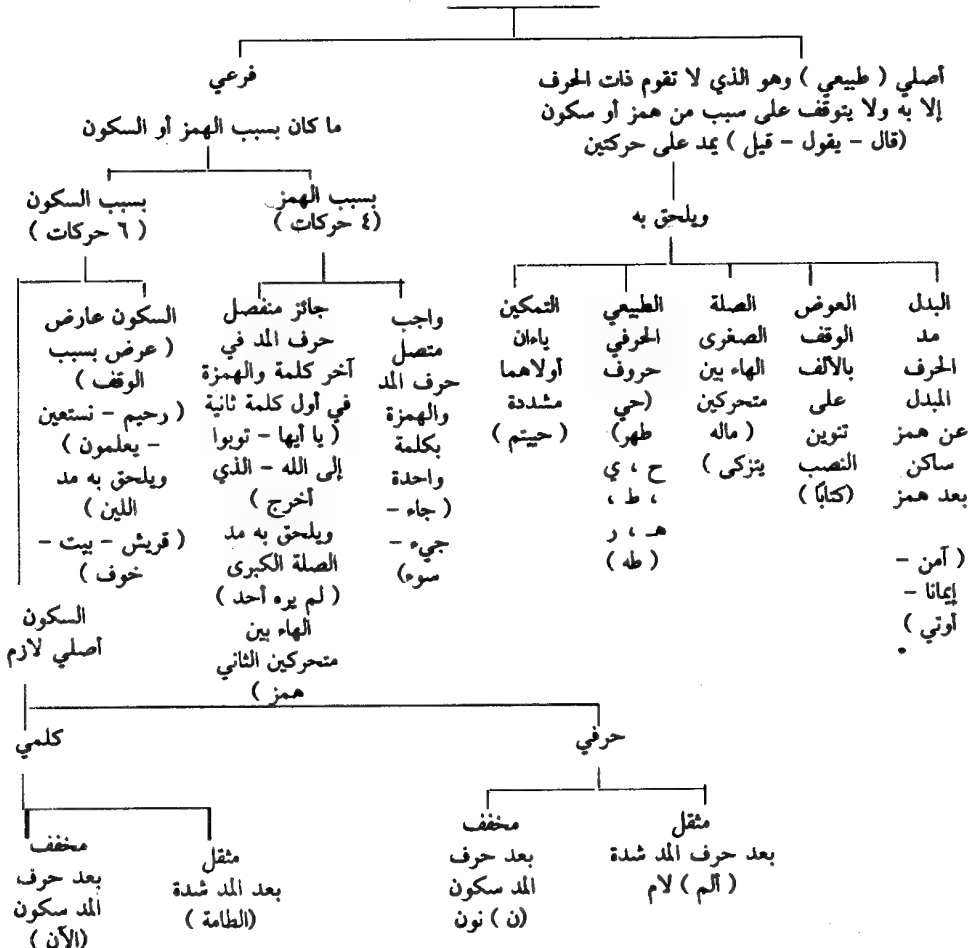 أصلي ( طبيعي ) وهو الذي لا تقوم ذات الحرف
إلا به ولا يتوقف على سبب من همز أو سكون
(قال – يقول – قيل ) يمد على حركتين
ويلحق به
البدل
مد
الحرف
المبدل
عن همز
ساكن
بعد همز
( آمن –
إيمانا –
أوتي )
العوض
الوقف
بالألف
على
تنوين
النصب
(كتابًا )
الصلة
الصغرى
الهاء بين
متحركين
( ماله
يتزكى )
الطبيعي
الحرفي
حروف
(حي
طهر)
ح ، ي
، ط ،
هـ ، ر
( طه )
التمكين
ياءان
أولاهما
مشددة
( حييتم )
فرعي
ما كان بسبب الهمز أو السكون
بسبب الهمز
(٤ حركات )
واجب
متصل
حرف المد
والهمزة
بكلمة
واحدة
( جاء –
جيء –
سوء)
جائز منفصل
حرف المد في
آخر كلمة والهمزة
في أول كلمة ثانية
( يا أيها – توبوا
إلى الله – الذي
أخرج )
ويلحق به مد
الصلة الكبرى
( لم يره أحد )
الهاء بين
متحركين الثاني
همز )
بسبب السكون
( ٦ حركات )
السكون عارض
( عرض بسبب
الوقف )
( رحيم – نستعين
– يعلمون )
ويلحق به مد
اللين )
( قريش – بيت –
خوف )
السكون
أصلي لازم
حرفي
مثقل
بعد حرف المد شدة
( ألم ) لام
مخفف
بعد حرف
المد سكون
(ن ) نون
كلمي
مثقل
بعد المد شدة
(الطامة )
مخفف
بعد حرف
المد سكون
(الآن )